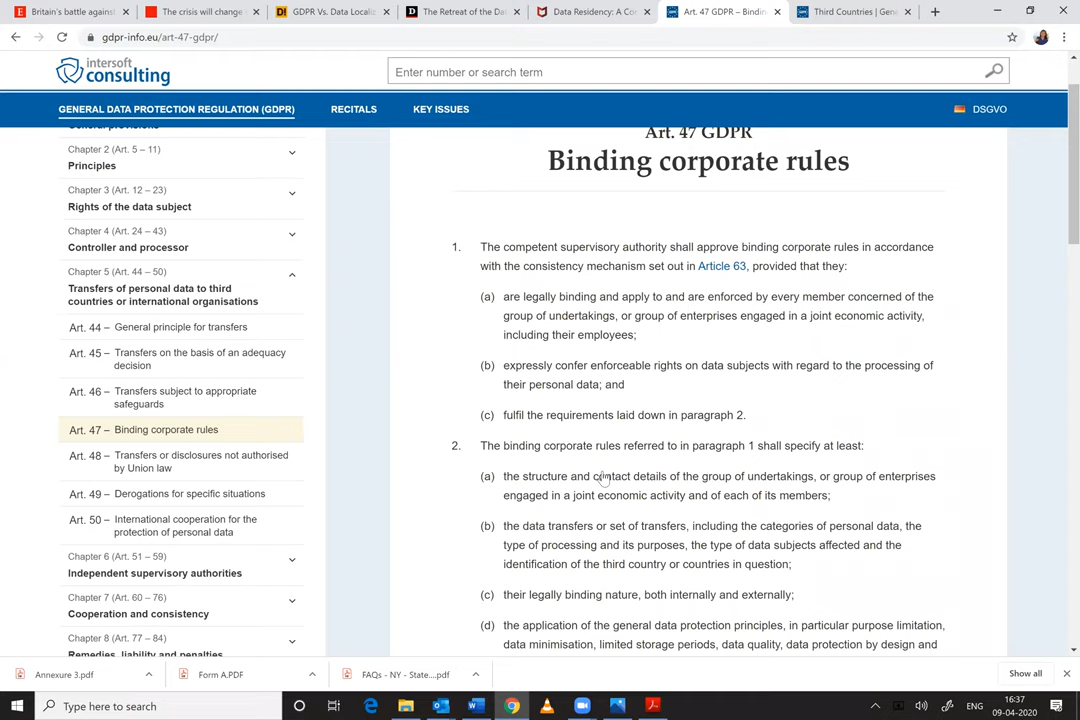 Britain's battle against
The crisis will change
GDPR Vs. Data Localiz
The Retreat of the Da
Data Residency: A Co
Art. 47 GDPR – Bindin
Third Countries | Gen
gdpr-info.eu/art-47-gdpr/
intersoft
consulting
Enter number or search term
GENERAL DATA PROTECTION REGULATION (GDPR)
RECITALS
KEY ISSUES
DSGVO
General provisions
Chapter 2 (Art. 5 – 11)
Principles
Chapter 3 (Art. 12 – 23)
Rights of the data subject
Chapter 4 (Art. 24 – 43)
Controller and processor
Chapter 5 (Art. 44 – 50)
Transfers of personal data to third
countries or international organisations
Art. 44 – General principle for transfers
Art. 45 – Transfers on the basis of an adequacy
decision
Art. 46 – Transfers subject to appropriate
safeguards
Art. 47 – Binding corporate rules
Art. 48 – Transfers or disclosures not authorised
by Union law
Art. 49 – Derogations for specific situations
Art. 50 – International cooperation for the
protection of personal data
Chapter 6 (Art. 51 – 59)
Independent supervisory authorities
Chapter 7 (Art. 60 – 76)
Cooperation and consistency
Chapter 8 (Art. 77 – 84)
Remedies, liability and penalties
Art. 47 GDPR
Binding corporate rules
1. The competent supervisory authority shall approve binding corporate rules in accordance
with the consistency mechanism set out in Article 63, provided that they:
(a) are legally binding and apply to and are enforced by every member concerned of the
group of undertakings, or group of enterprises engaged in a joint economic activity,
including their employees;
(b) expressly confer enforceable rights on data subjects with regard to the processing of
their personal data; and
(c) fulfil the requirements laid down in paragraph 2.
2. The binding corporate rules referred to in paragraph 1 shall specify at least:
(a) the structure and contact details of the group of undertakings, or group of enterprises
engaged in a joint economic activity and of each of its members;
(b) the data transfers or set of transfers, including the categories of personal data, the
type of processing and its purposes, the type of data subjects affected and the
identification of the third country or countries in question;
(c) their legally binding nature, both internally and externally;
(d) the application of the general data protection principles, in particular purpose limitation,
data minimisation, limited storage periods, data quality, data protection by design and
Annexure 3.pdf
Form A.PDF
FAQs - NY - State....pdf
Show all
Type here to search
ENG
16:37
09-04-2020